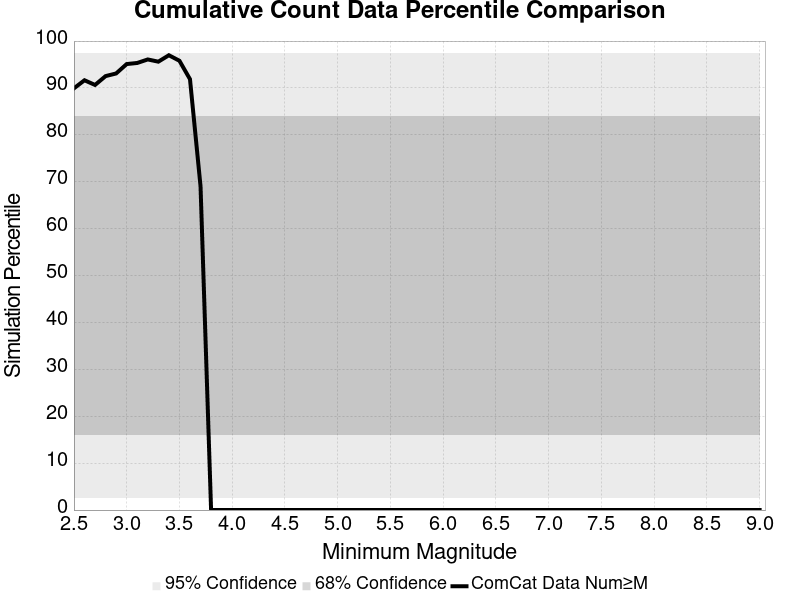 Cumulative Count Data Percentile Comparison
100
90
80
70
60
50
40
30
20
10
0
Simulation Percentile
2.5 3.0 3.5 4.0 4.5 5.0 5.5 6.0 6.5 7.0 7.5 8.0 8.5 9.0
Minimum Magnitude
95% Confidence 68% Confidence ComCat Data Num≥M